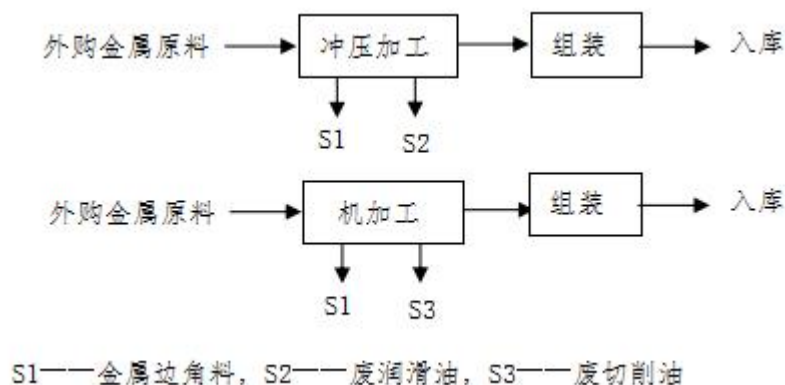 外购金属原料 冲压加工 组装 入库
S1 S2
外购金属原料 机加工 组装 入库
S1 S3
S1——金属边角料，S2——废润滑油，S3——废切削油